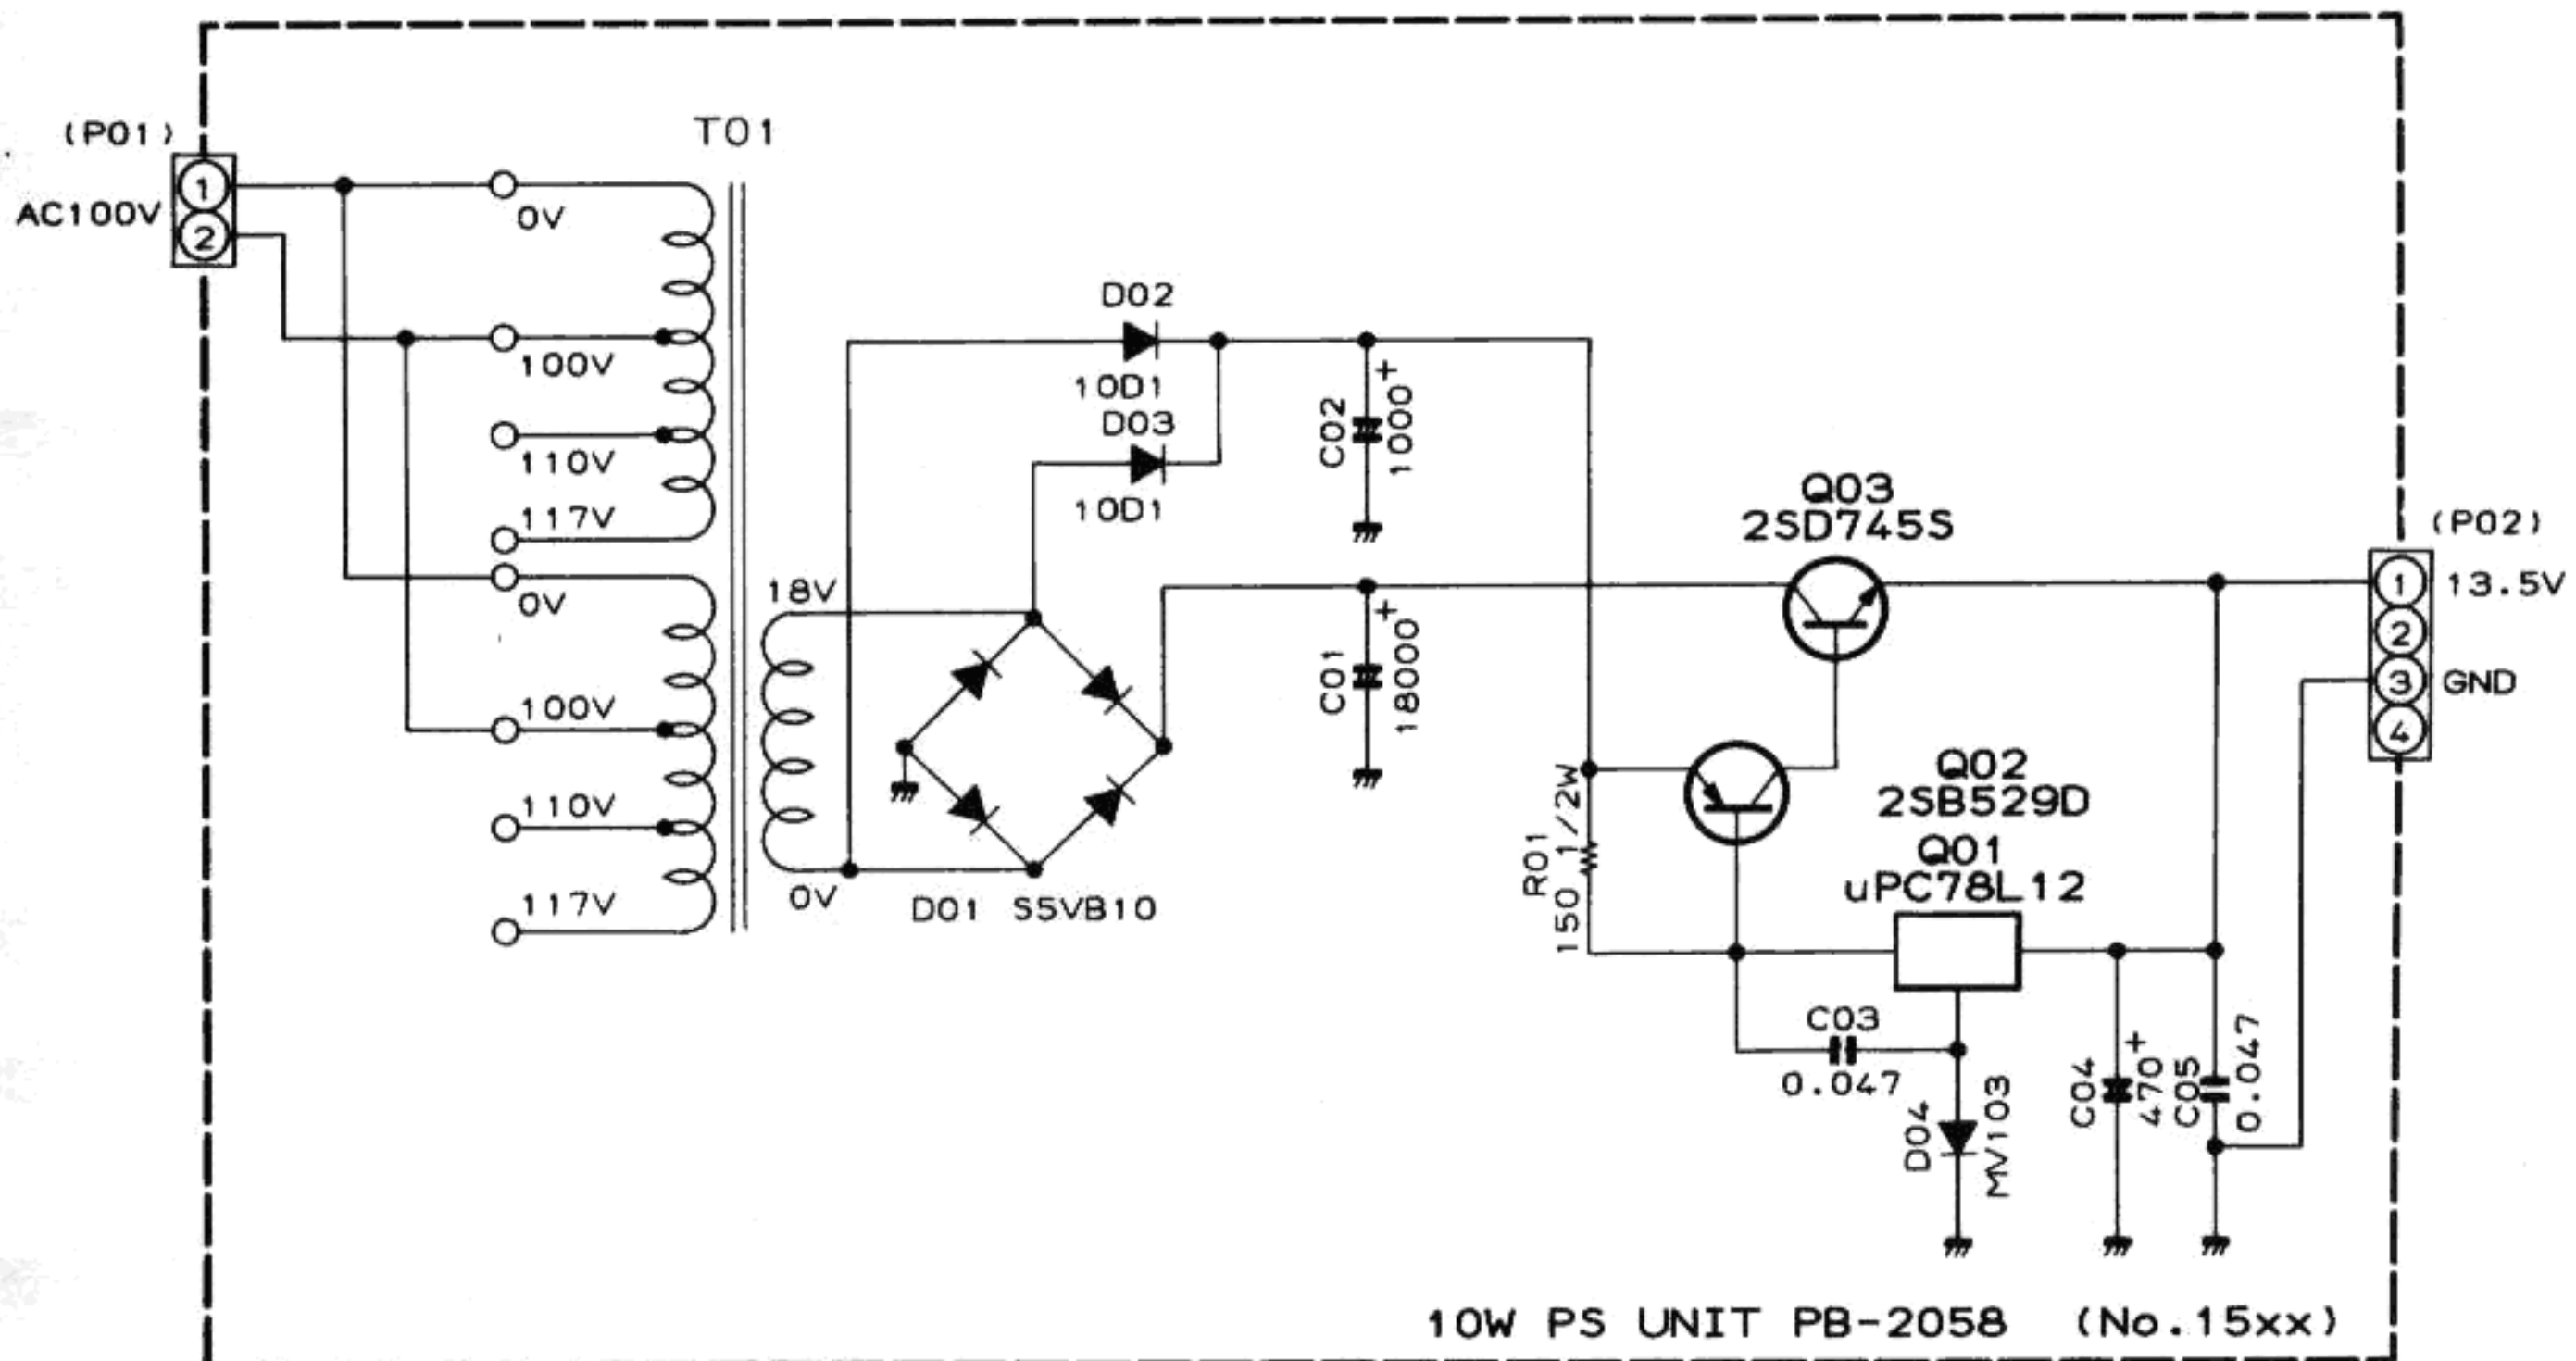 (P01)
AC100V
1
2
T01
0V
100V
110V
117V
0V
100V
110V
117V
18V
0V
D02
10D1
D03
10D1
D01 S5VB10
C02
1000
+
C01
18000
+
Q03
2SD745S
Q02
2SB529D
Q01
uPC78L12
R01
150 1/2W
C03
0.047
D04
MV103
C04
470
+
C05
0.047
(P02)
1
13.5V
2
3
GND
4
10W PS UNIT PB-2058 (No.15xx)